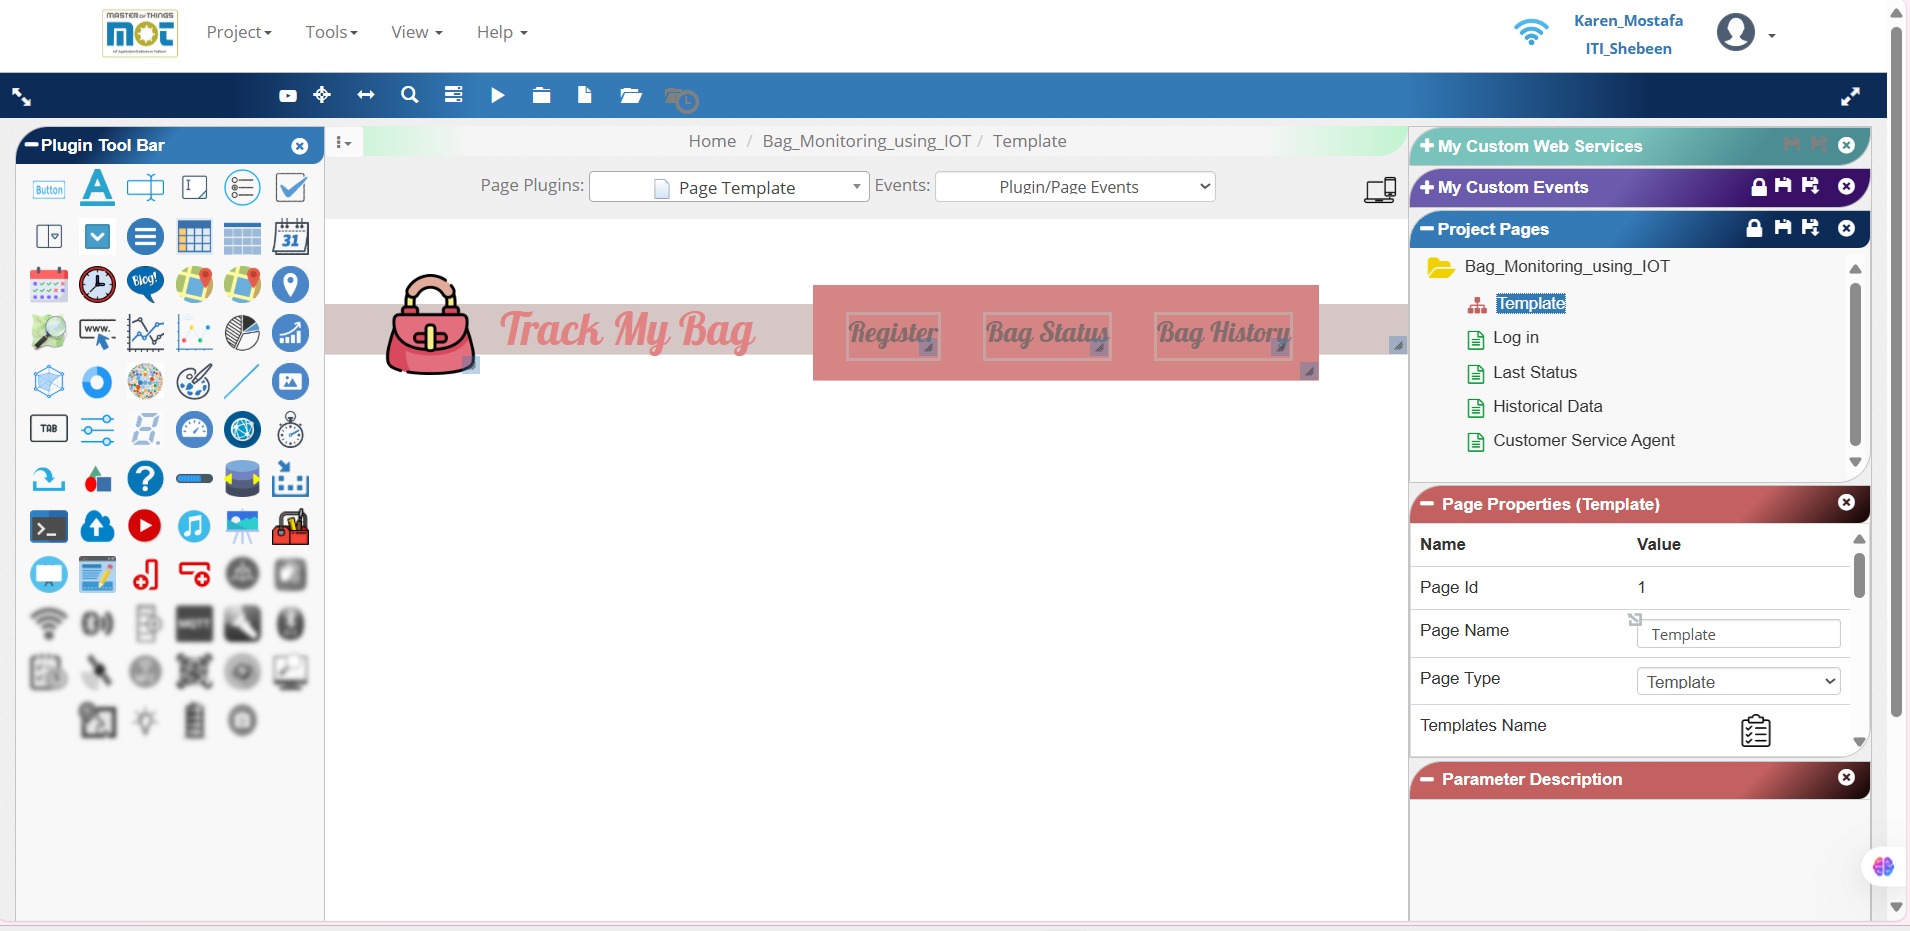 MASTER OF THINGS
MOT
Project
Tools
View
Help
Karen_Mostafa
ITI_Shebeen
Plugin Tool Bar
Home / Bag_Monitoring_using_IOT / Template
Page Plugins: Page Template Events: Plugin/Page Events
Button
A
31
Blog!
www.
TAB
Track My Bag
Register
Bag Status
Bag History
My Custom Web Services
My Custom Events
Project Pages
Bag_Monitoring_using_IOT
Template
Log in
Last Status
Historical Data
Customer Service Agent
Page Properties (Template)
Name Value
Page Id 1
Page Name Template
Page Type Template
Templates Name
Parameter Description